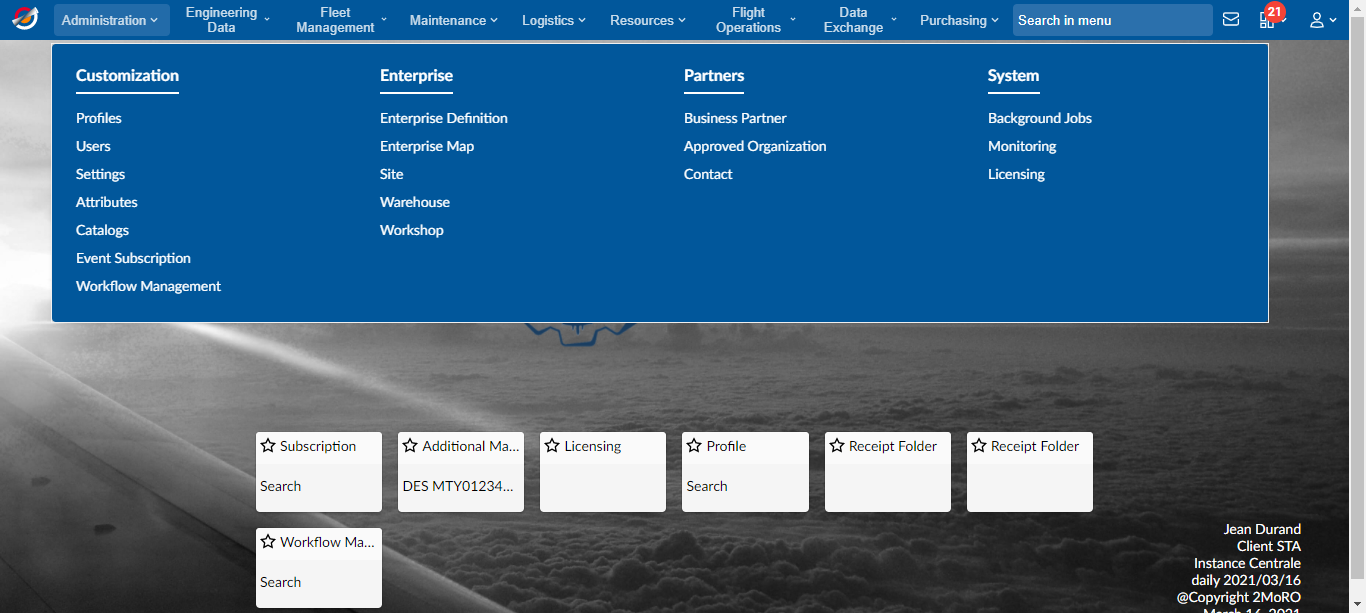 Administration
Engineering
Data
Fleet
Management
Maintenance
Logistics
Resources
Flight
Operations
Data
Exchange
Purchasing
Search in menu
21
Customization
Profiles
Users
Settings
Attributes
Catalogs
Event Subscription
Workflow Management
Enterprise
Enterprise Definition
Enterprise Map
Site
Warehouse
Workshop
Partners
Business Partner
Approved Organization
Contact
System
Background Jobs
Monitoring
Licensing
Subscription
Search
Additional Ma...
DES MTY01234...
Licensing
Profile
Search
Receipt Folder
Receipt Folder
Workflow Ma...
Search
Jean Durand
Client STA
Instance Centrale
daily 2021/03/16
@Copyright 2MoRO
March 16, 2021